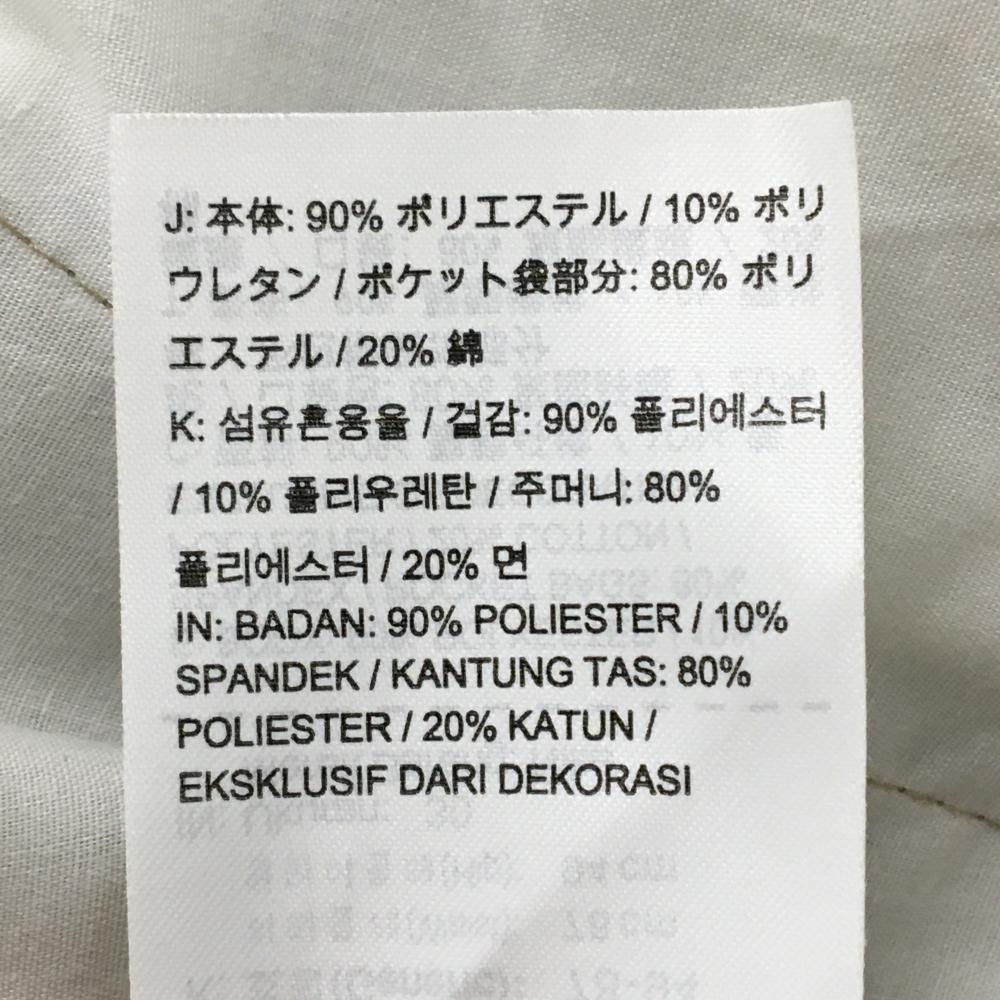 J: 本体: 90% ポリエステル / 10% ポリ
ウレタン / ポケット袋部分: 80% ポリ
エステル / 20% 綿
K: 섬유혼용율 / 겉감: 90% 폴리에스터
/ 10% 폴리우레탄 / 주머니: 80%
폴리에스터 / 20% 면
IN: BADAN: 90% POLIESTER / 10%
SPANDEK / KANTUNG TAS: 80%
POLIESTER / 20% KATUN /
EKSKLUSIF DARI DEKORASI